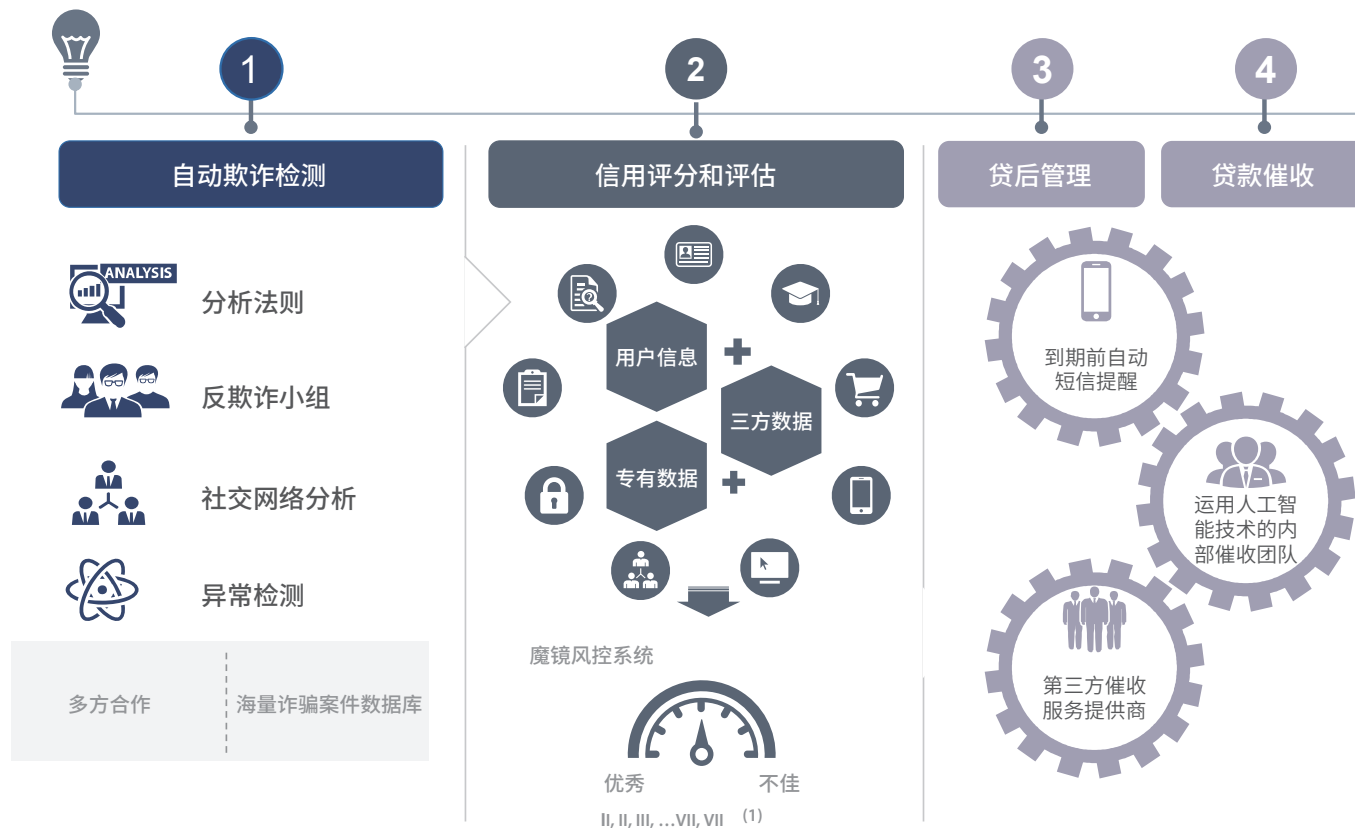 1
2
3
4
自动欺诈检测
信用评分和评估
贷后管理
贷款催收
ANALYSIS
分析法则
反欺诈小组
社交网络分析
异常检测
多方合作
海量诈骗案件数据库
用户信息
三方数据
专有数据
魔镜风控系统
优秀
不佳
II, II, III, …VII, VII (1)
到期前自动
短信提醒
运用人工智
能技术的内
部催收团队
第三方催收
服务提供商